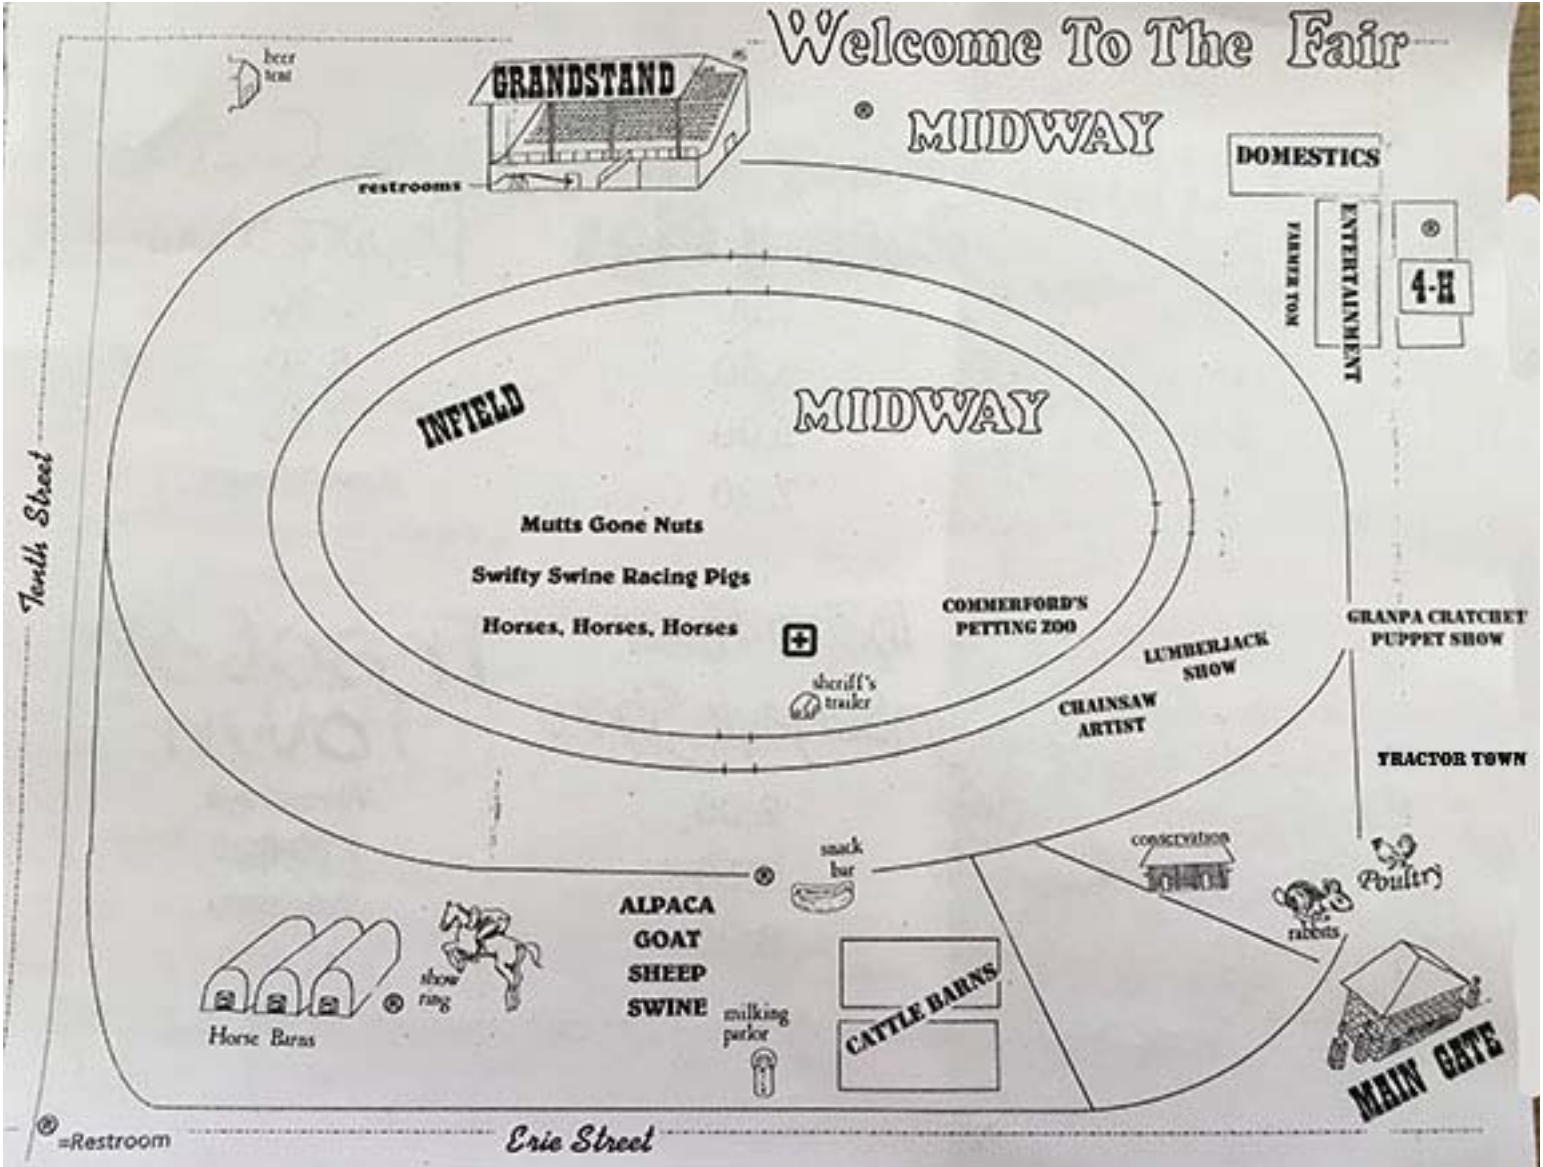 Welcome To The Fair
beer
tent
GRANDSTAND
® MIDWAY
DOMESTICS
restrooms
FARMER TON
ENTERTAINMENT
®
4-H
INFIELD
MIDWAY
Tenth Street
Mutts Gone Nuts
Swifty Swine Racing Pigs
Horses, Horses, Horses
COMMERFORD'S
PETTING ZOO
GRANPA CRATCHET
PUPPET SHOW
LUMBERJACK
SHOW
sheriff's
trailer
CHAINSAW
ARTIST
TRACTOR TOWN
conservation
snack
bar
®
Poultry
rabbits
ALPACA
GOAT
SHEEP
SWINE
show
ring
®
Horse Barns
milking
parlor
CATTLE BARNS
MAIN GATE
® =Restroom
Erie Street